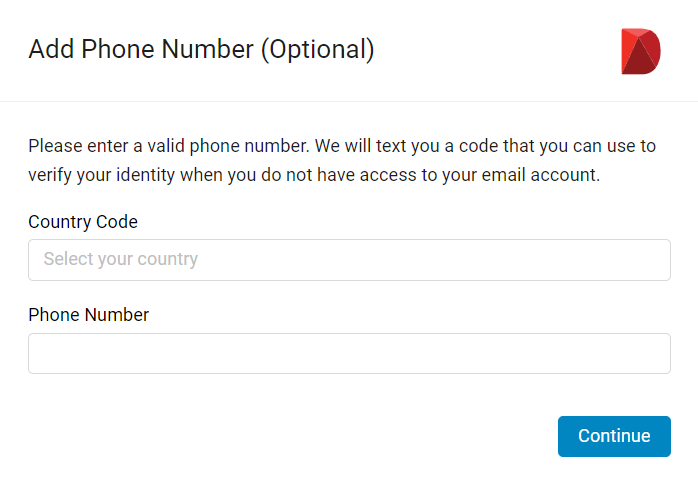 Add Phone Number (Optional)
Please enter a valid phone number. We will text you a code that you can use to
verify your identity when you do not have access to your email account.
Country Code
Select your country
Phone Number
Continue